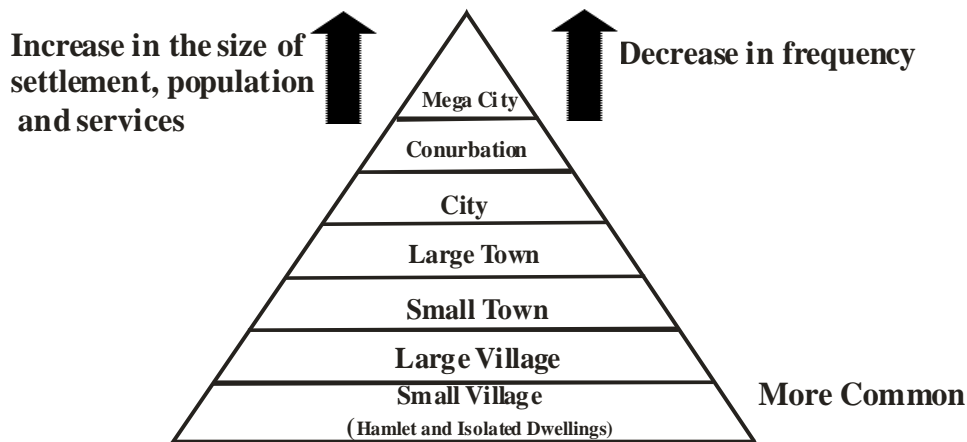 Increase in the size of
settlement, population
and services
Decrease in frequency
Mega City
Conurbation
City
Large Town
Small Town
Large Village
Small Village
(Hamlet and Isolated Dwellings)
More Common